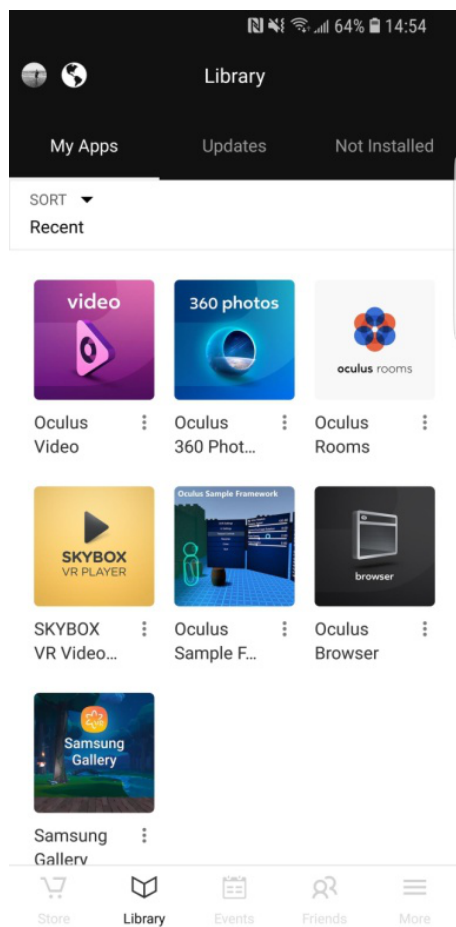 64% 14:54
Library
My Apps Updates Not Installed
SORT
Recent
video
360 photos
oculus rooms
Oculus Video
Oculus 360 Phot...
Oculus Rooms
SKYBOX
VR PLAYER
Oculus Sample Framework
browser
SKYBOX VR Video...
Oculus Sample F...
Oculus Browser
Samsung
Gallery
Samsung Gallery
Store Library Events Friends More